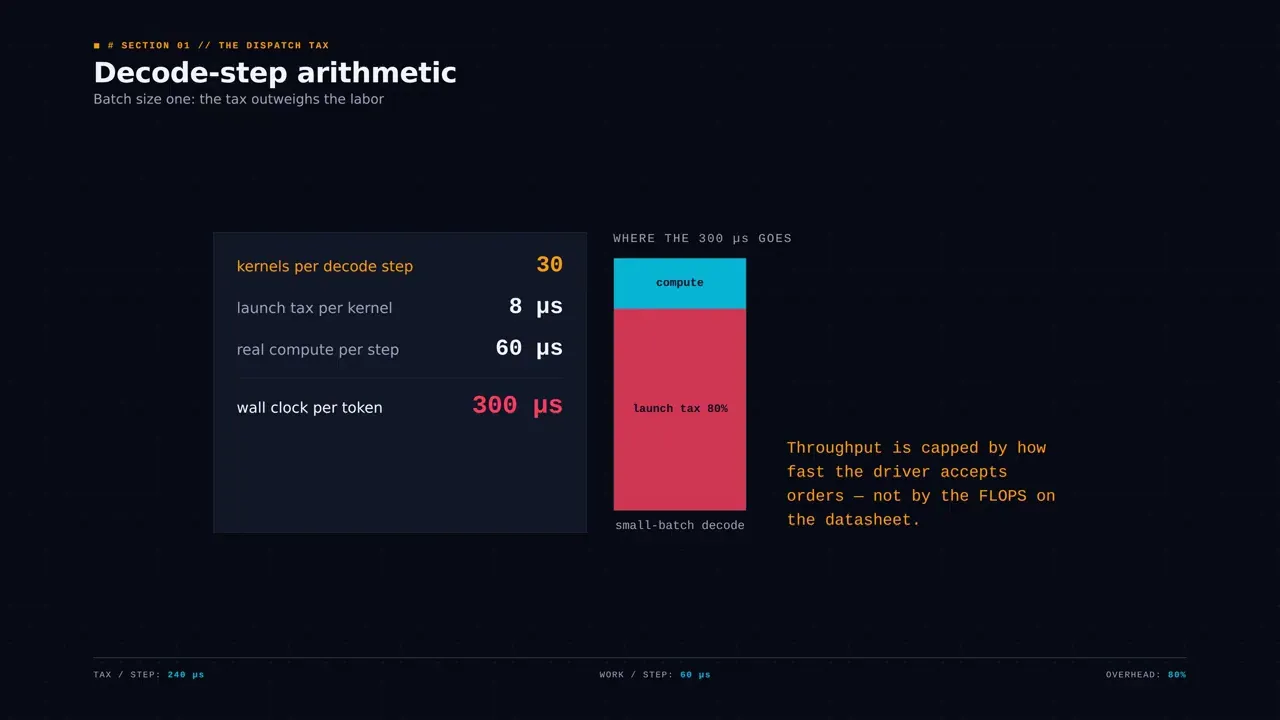 ■ # SECTION 01 // THE DISPATCH TAX
Decode-step arithmetic
Batch size one: the tax outweighs the labor
kernels per decode step 30
launch tax per kernel 8 µs
real compute per step 60 µs
wall clock per token 300 µs
WHERE THE 300 µs GOES
compute
launch tax 80%
small-batch decode
Throughput is capped by how
fast the driver accepts
orders — not by the FLOPS on
the datasheet.
TAX / STEP: 240 µs
WORK / STEP: 60 µs
OVERHEAD: 80%